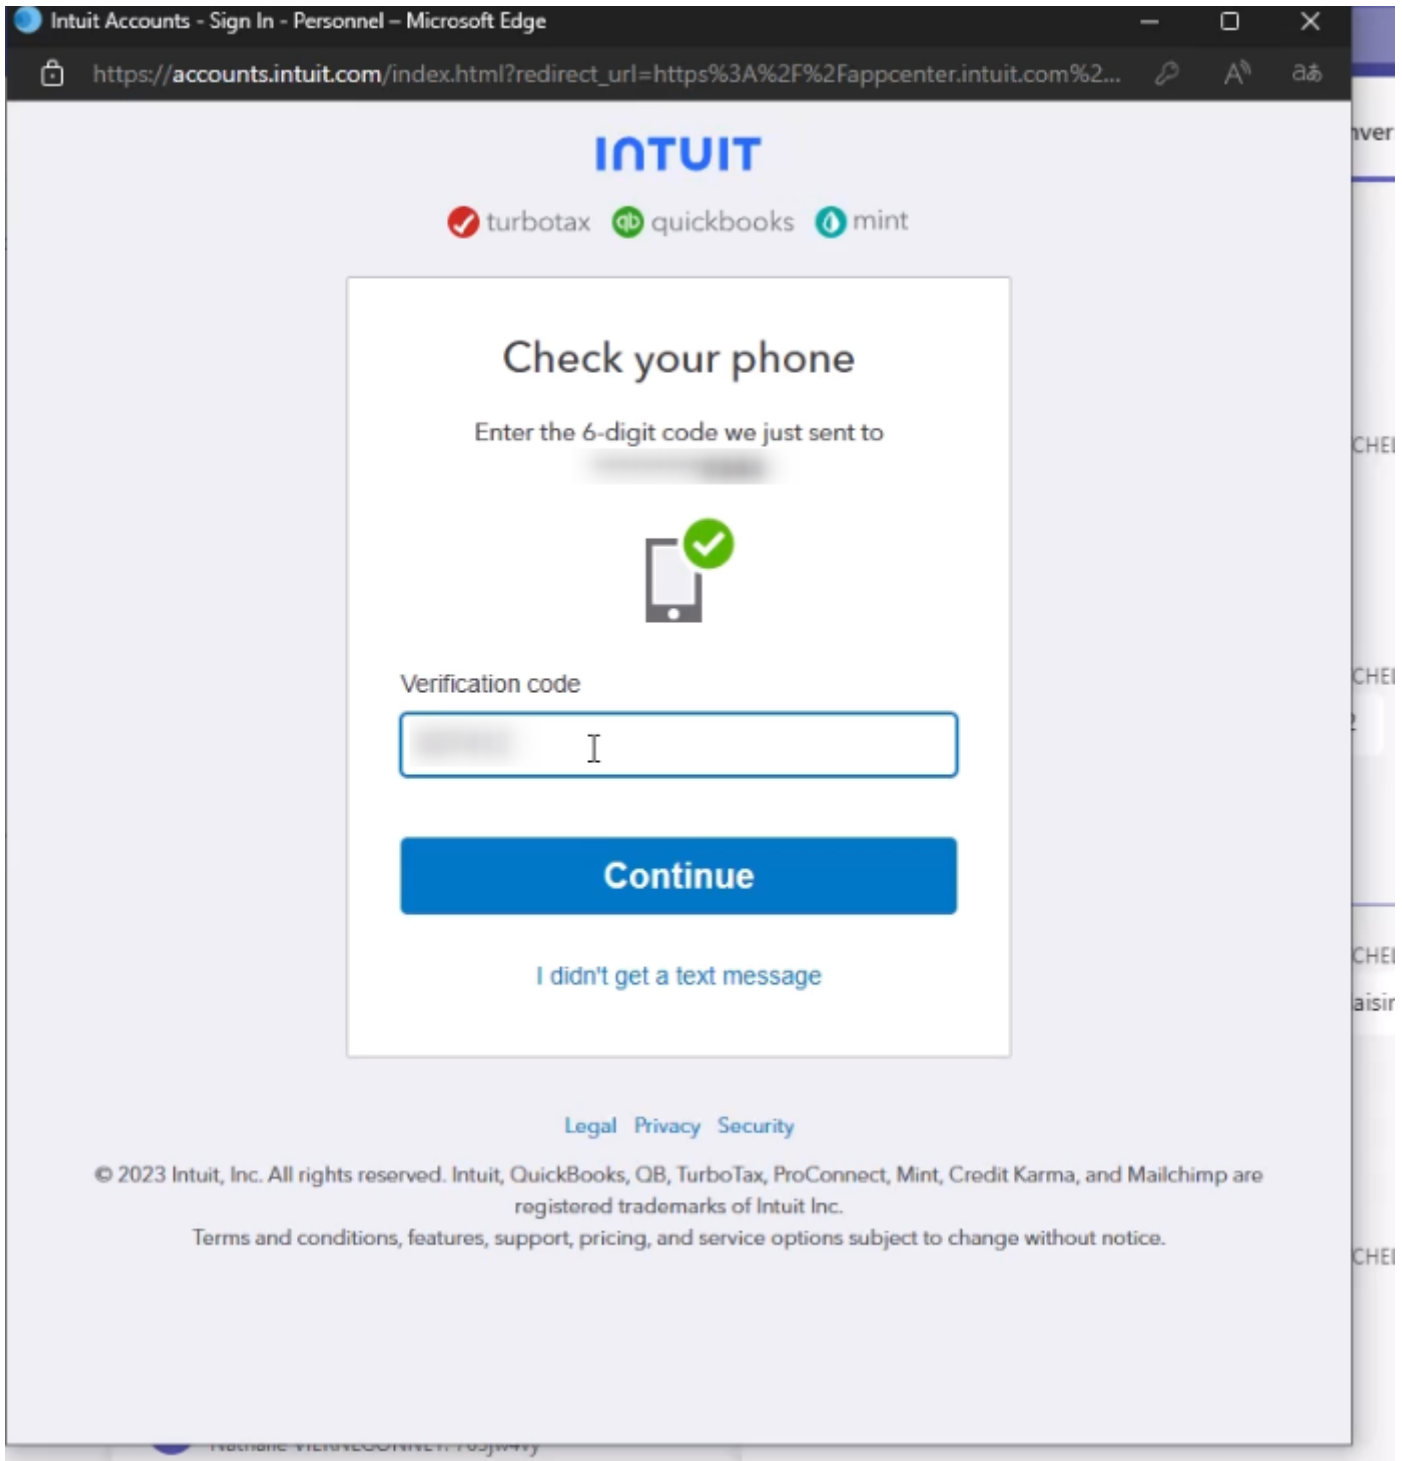 Intuit Accounts - Sign In - Personnel – Microsoft Edge
https://accounts.intuit.com/index.html?redirect_url=https%3A%2F%2Fappcenter.intuit.com%2...
INTUIT
turbotax quickbooks mint
Check your phone
Enter the 6-digit code we just sent to
Verification code
Continue
I didn't get a text message
Legal Privacy Security
© 2023 Intuit, Inc. All rights reserved. Intuit, QuickBooks, QB, TurboTax, ProConnect, Mint, Credit Karma, and Mailchimp are
registered trademarks of Intuit Inc.
Terms and conditions, features, support, pricing, and service options subject to change without notice.